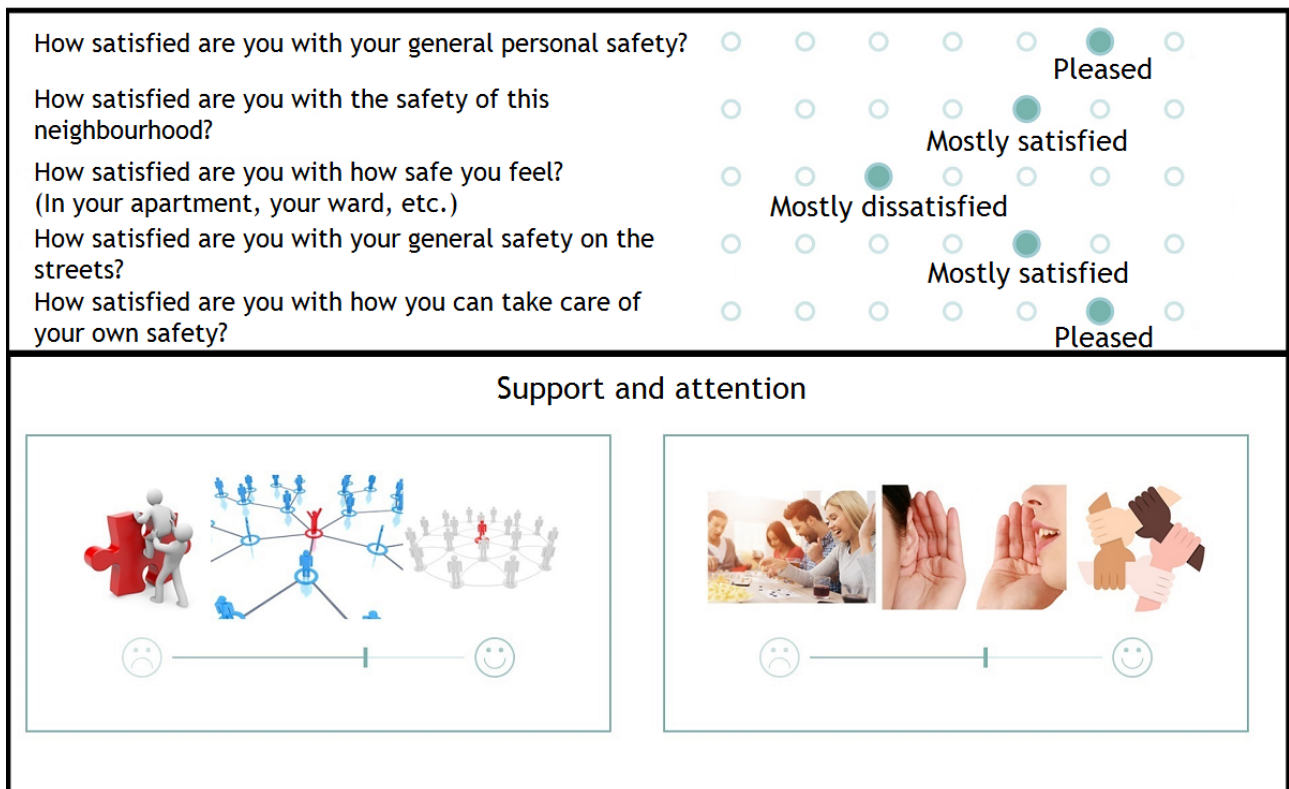 How satisfied are you with your general personal safety?
Pleased
How satisfied are you with the safety of this
neighbourhood?
Mostly satisfied
How satisfied are you with how safe you feel?
(In your apartment, your ward, etc.)
Mostly dissatisfied
How satisfied are you with your general safety on the
streets?
Mostly satisfied
How satisfied are you with how you can take care of
your own safety?
Pleased
Support and attention